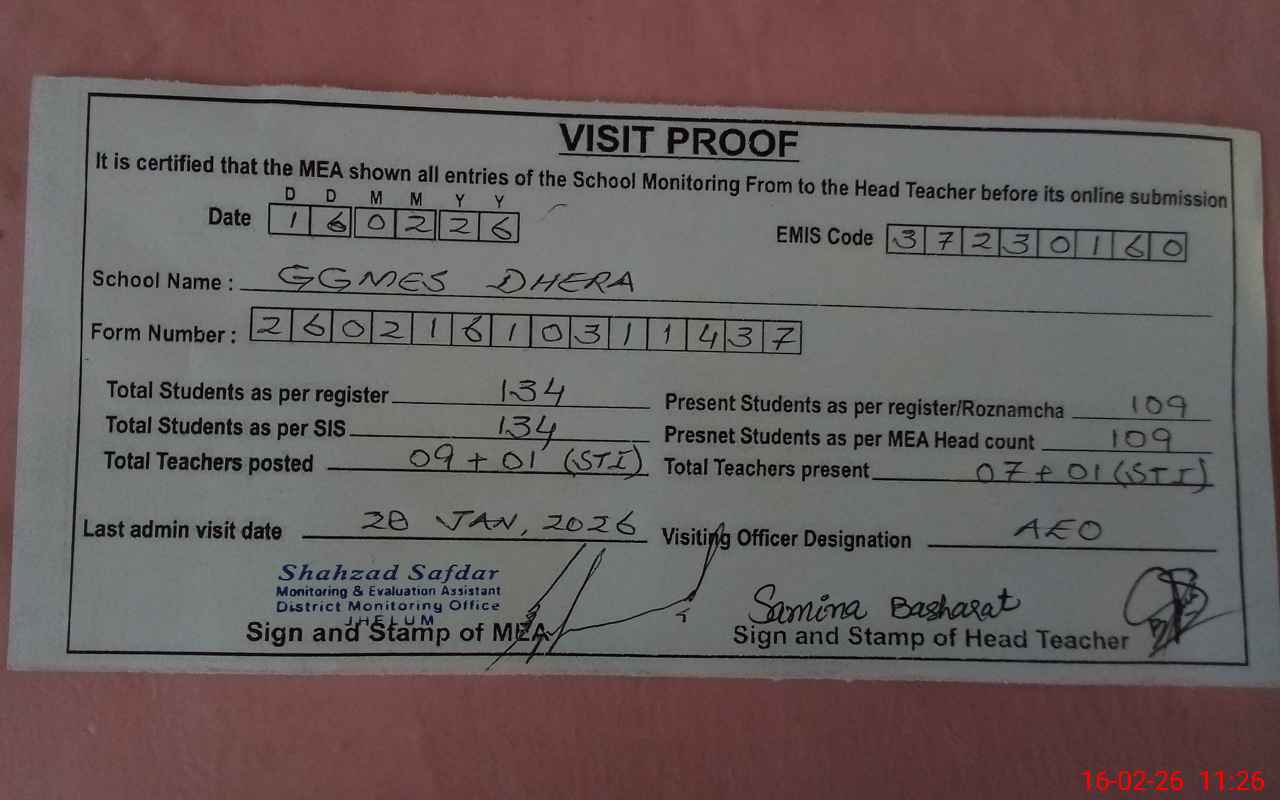 VISIT PROOF
It is certified that the MEA shown all entries of the School Monitoring From to the Head Teacher before its online submission
D D M M Y Y
Date 1 6 0 2 2 6 EMIS Code 3 7 2 3 0 1 6 0
School Name : GGMES DHERA
Form Number : 2 6 0 2 1 6 1 0 3 1 1 4 3 7
Total Students as per register 134 Present Students as per register/Roznamcha 109
Total Students as per SIS 134 Presnet Students as per MEA Head count 109
Total Teachers posted 09 + 01 (STI) Total Teachers present 07 + 01 (STI)
Last admin visit date 28 JAN, 2026 Visiting Officer Designation AEO
Shahzad Safdar
Monitoring & Evaluation Assistant
District Monitoring Office
JHELUM
Samina Basharat
Sign and Stamp of MEA Sign and Stamp of Head Teacher
16-02-26 11:26